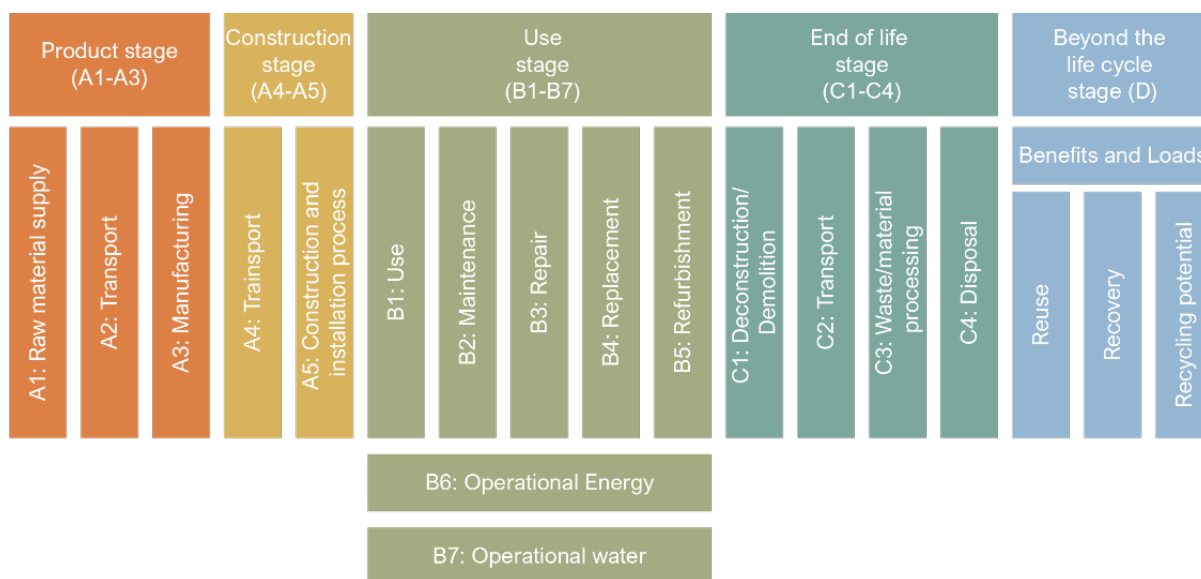 Product stage
(A1-A3)
Construction
stage
(A4-A5)
Use
stage
(B1-B7)
End of life
stage
(C1-C4)
Beyond the
life cycle
stage (D)
A1: Raw material supply
A2: Transport
A3: Manufacturing
A4: Trainsport
A5: Construction and
installation process
B1: Use
B2: Maintenance
B3: Repair
B4: Replacement
B5: Refurbishment
C1: Deconstruction/
Demolition
C2: Transport
C3: Waste/material
processing
C4: Disposal
Benefits and Loads
Reuse
Recovery
Recycling potential
B6: Operational Energy
B7: Operational water